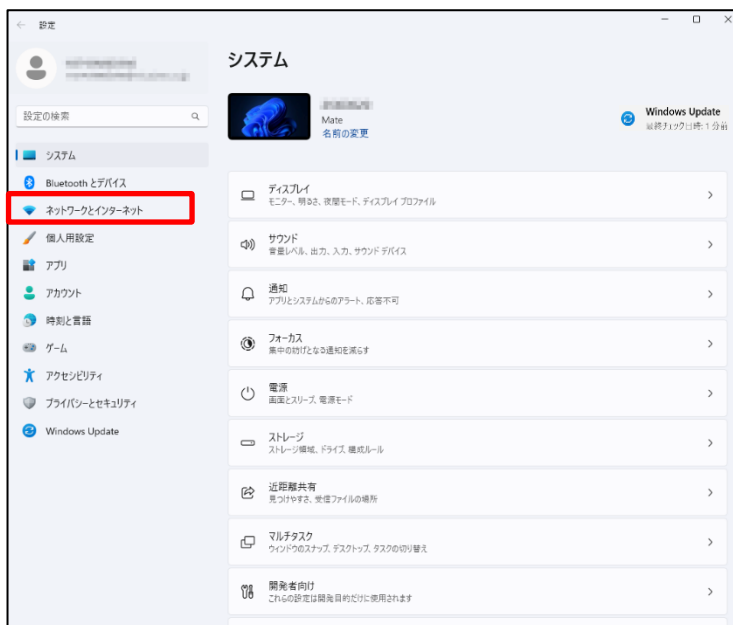 設定
システム
Mate
名前の変更
Windows Update
最終チェック日時: 1 分前
設定の検索
システム
Bluetooth とデバイス
ネットワークとインターネット
個人用設定
アプリ
アカウント
時刻と言語
ゲーム
アクセシビリティ
プライバシーとセキュリティ
Windows Update
ディスプレイ
モニター、明るさ、夜間モード、ディスプレイ プロファイル
サウンド
音量レベル、出力、入力、サウンド デバイス
通知
アプリとシステムからのアラート、応答不可
フォーカス
集中の妨げとなる通知を減らす
電源
画面とスリープ、電源モード
ストレージ
ストレージ領域、ドライブ、構成ルール
近距離共有
見つけやすさ、受信ファイルの場所
マルチタスク
ウィンドウのスナップ、デスクトップ、タスクの切り替え
開発者向け
これらの設定は開発目的だけに使用されます